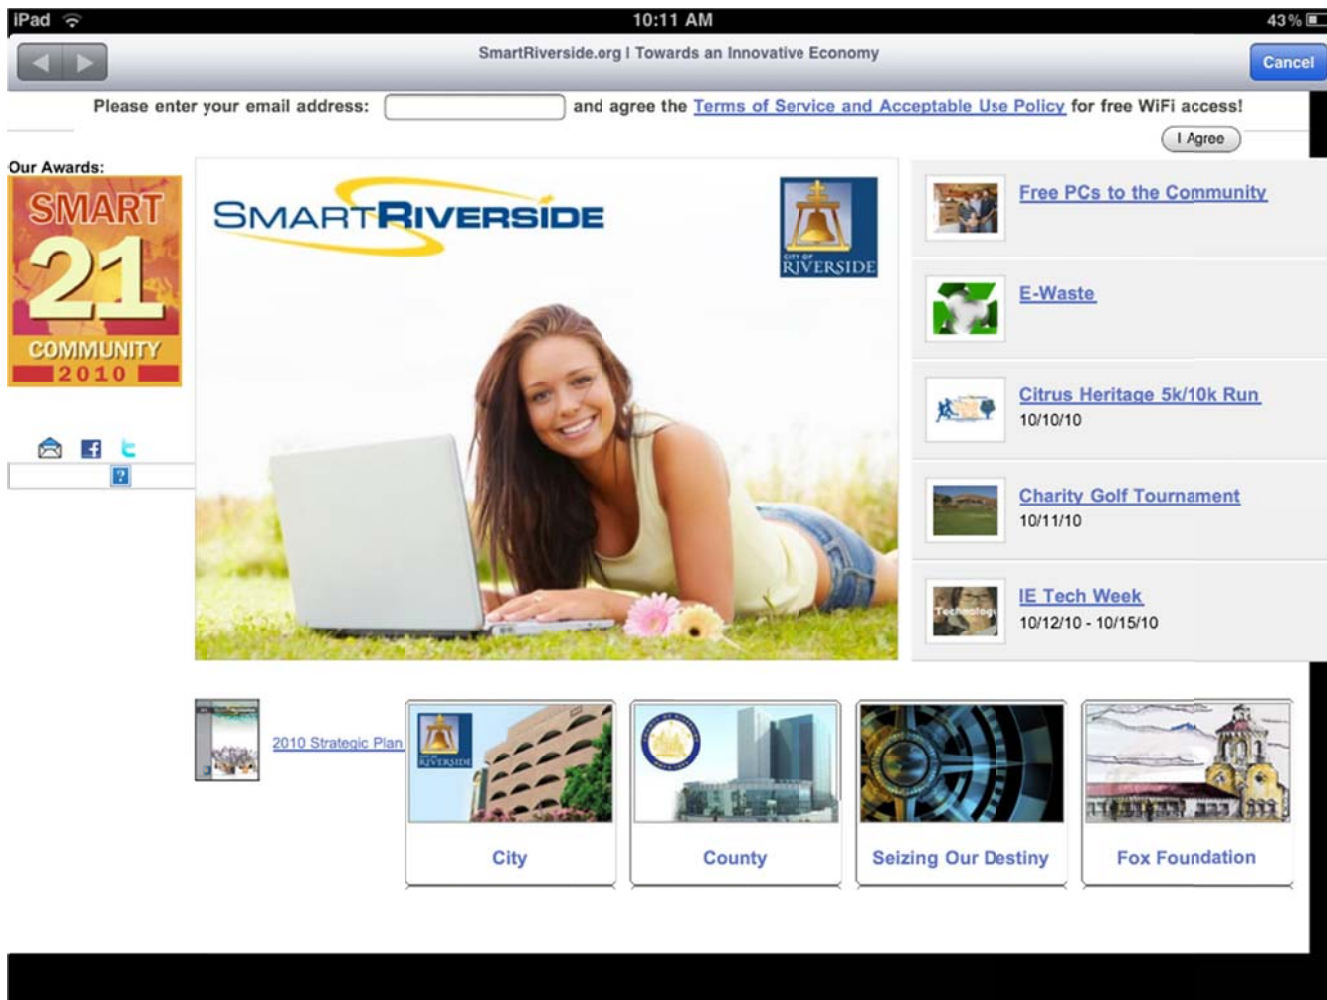 iPad 10:11 AM 43%
SmartRiverside.org | Towards an Innovative Economy
Cancel
Please enter your email address: and agree the Terms of Service and Acceptable Use Policy for free WiFi access!
I Agree
Our Awards:
SMART
21
COMMUNITY
2010
SMARTRIVERSIDE
CITY OF
RIVERSIDE
Free PCs to the Community
E-Waste
Citrus Heritage 5k/10k Run
10/10/10
Charity Golf Tournament
10/11/10
Technology
IE Tech Week
10/12/10 - 10/15/10
2010 Strategic Plan
RIVERSIDE
City
County
Seizing Our Destiny
Fox Foundation